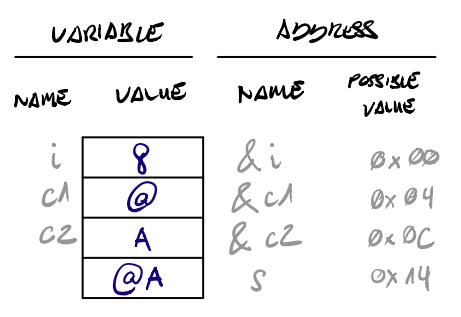 VARIABLE ADDRESS
NAME VALUE NAME POSSIBLE VALUE
i 8 &i 0x00
c1 @ &c1 0x04
c2 A &c2 0x0C
@A s 0x14